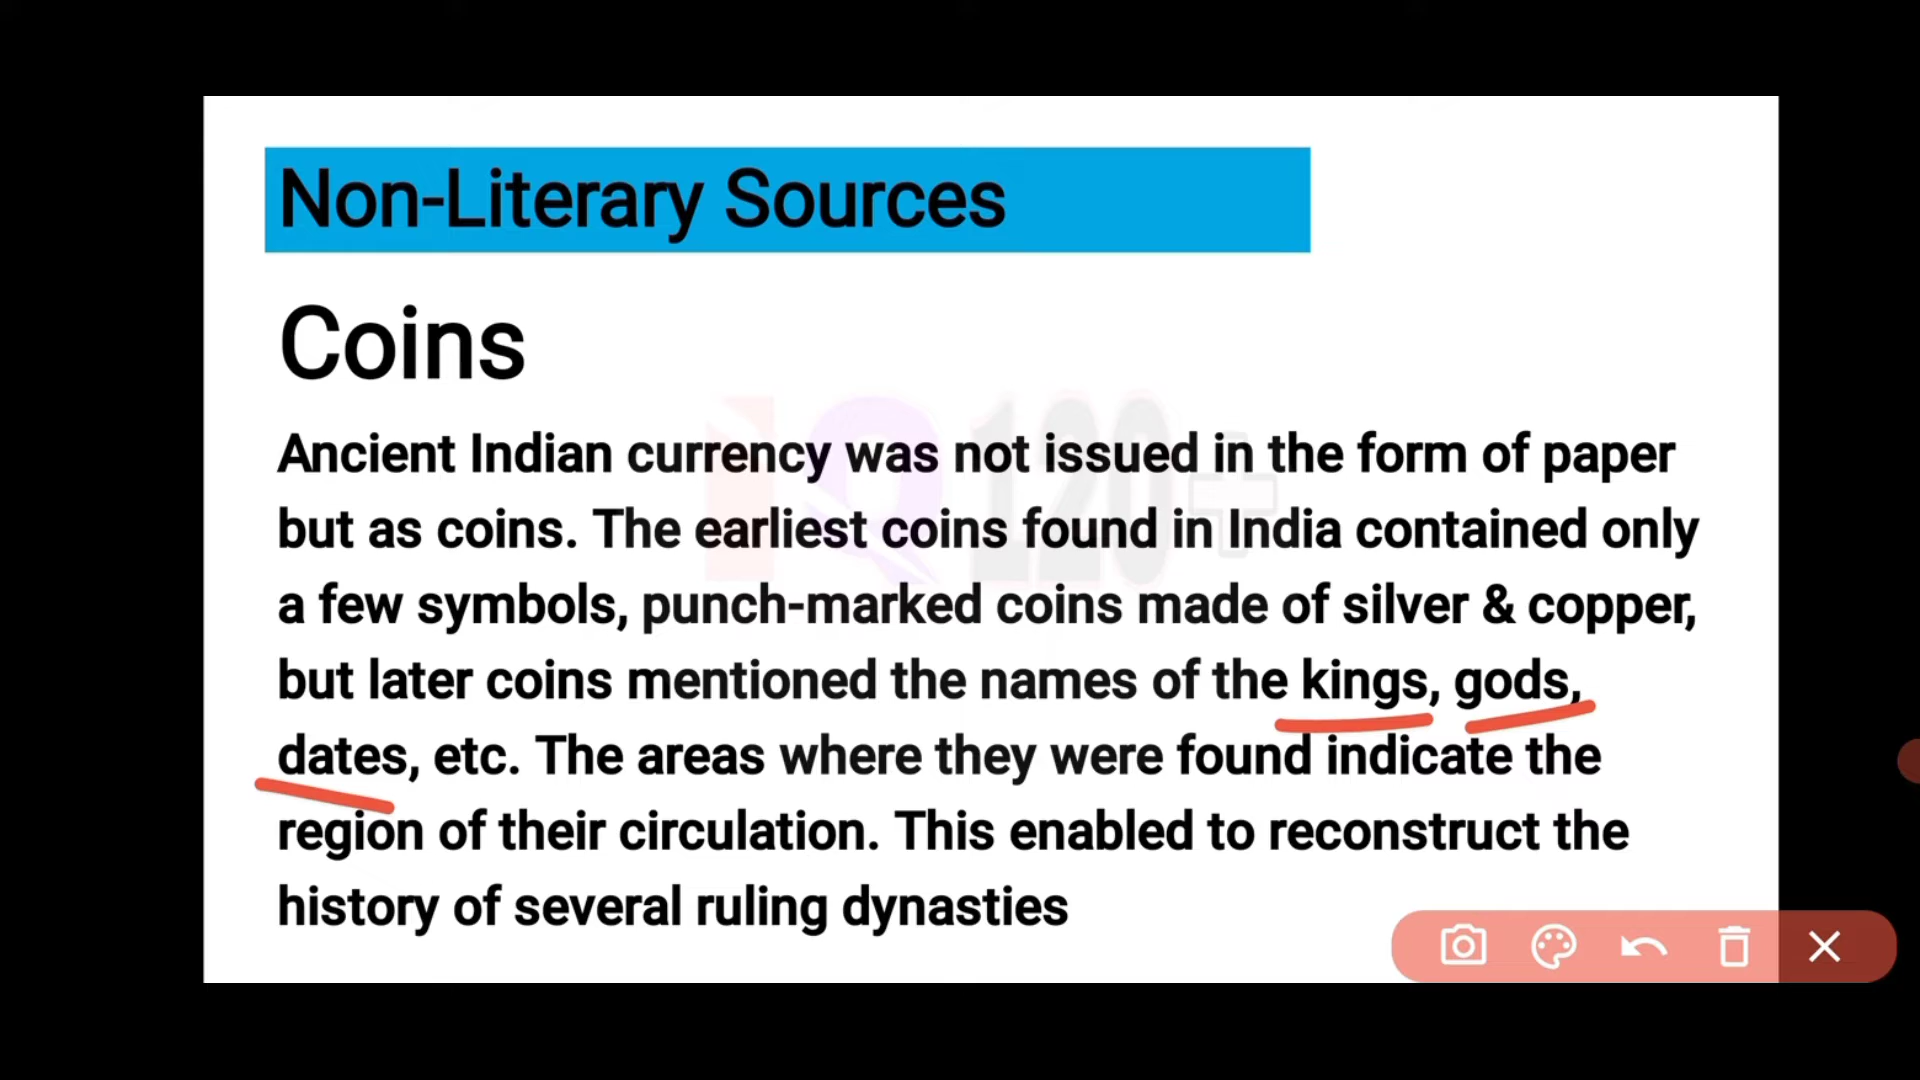 Non-Literary Sources
Coins
IQ 120+
Ancient Indian currency was not issued in the form of paper
but as coins. The earliest coins found in India contained only
a few symbols, punch-marked coins made of silver & copper,
but later coins mentioned the names of the kings, gods,
dates, etc. The areas where they were found indicate the
region of their circulation. This enabled to reconstruct the
history of several ruling dynasties